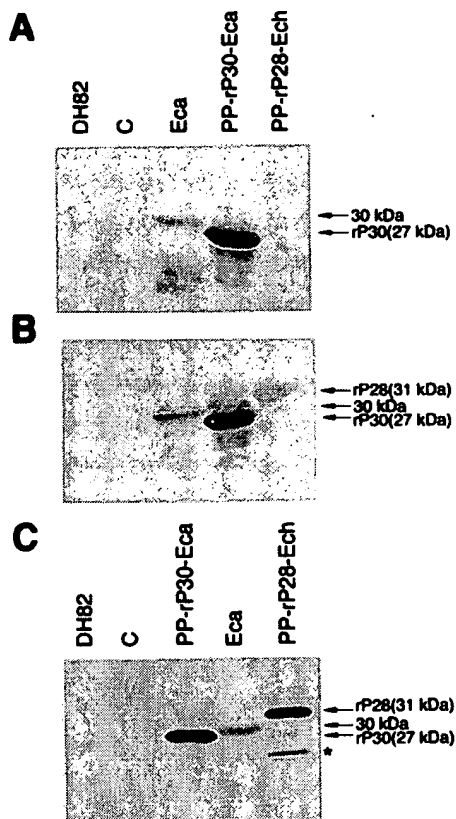 A
DH82
C
Eca
PP-rP30-Eca
PP-rP28-Ech
30 kDa
rP30(27 kDa)
B
rP28(31 kDa)
30 kDa
rP30(27 kDa)
C
DH82
C
PP-rP30-Eca
Eca
PP-rP28-Ech
rP28(31 kDa)
30 kDa
rP30(27 kDa)
*